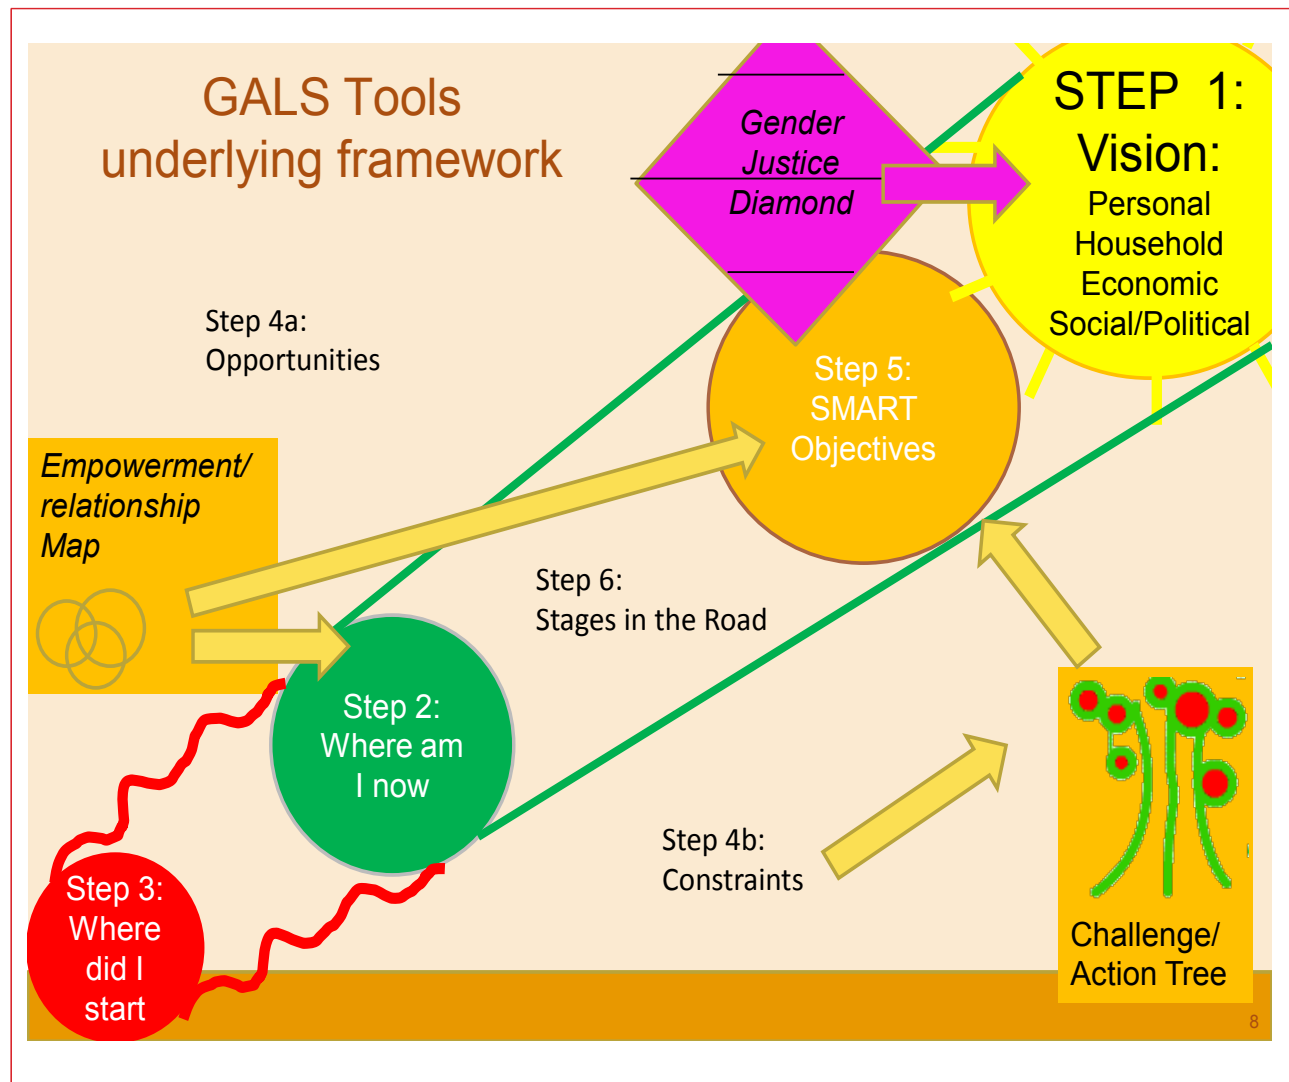 GALS Tools
underlying framework
Gender
Justice
Diamond
STEP 1:
Vision:
Personal
Household
Economic
Social/Political
Step 4a:
Opportunities
Step 5:
SMART
Objectives
Empowerment/
relationship
Map
Step 6:
Stages in the Road
Step 2:
Where am
I now
Step 4b:
Constraints
Step 3:
Where
did I
start
Challenge/
Action Tree
8